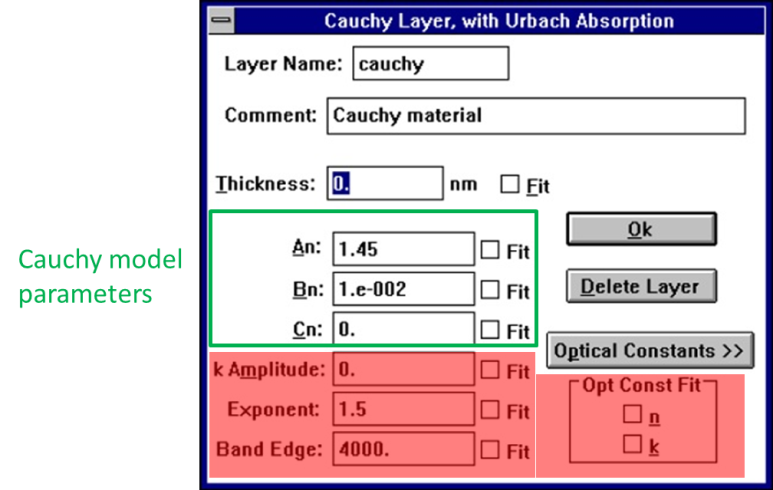 Cauchy Layer, with Urbach Absorption
Layer Name: cauchy
Comment: Cauchy material
Thickness: 0. nm Fit
Cauchy model
parameters
An: 1.45 Fit
Bn: 1.e-002 Fit
Cn: 0. Fit
k Amplitude: 0. Fit
Exponent: 1.5 Fit
Band Edge: 4000. Fit
Ok
Delete Layer
Optical Constants >>
Opt Const Fit
n
k